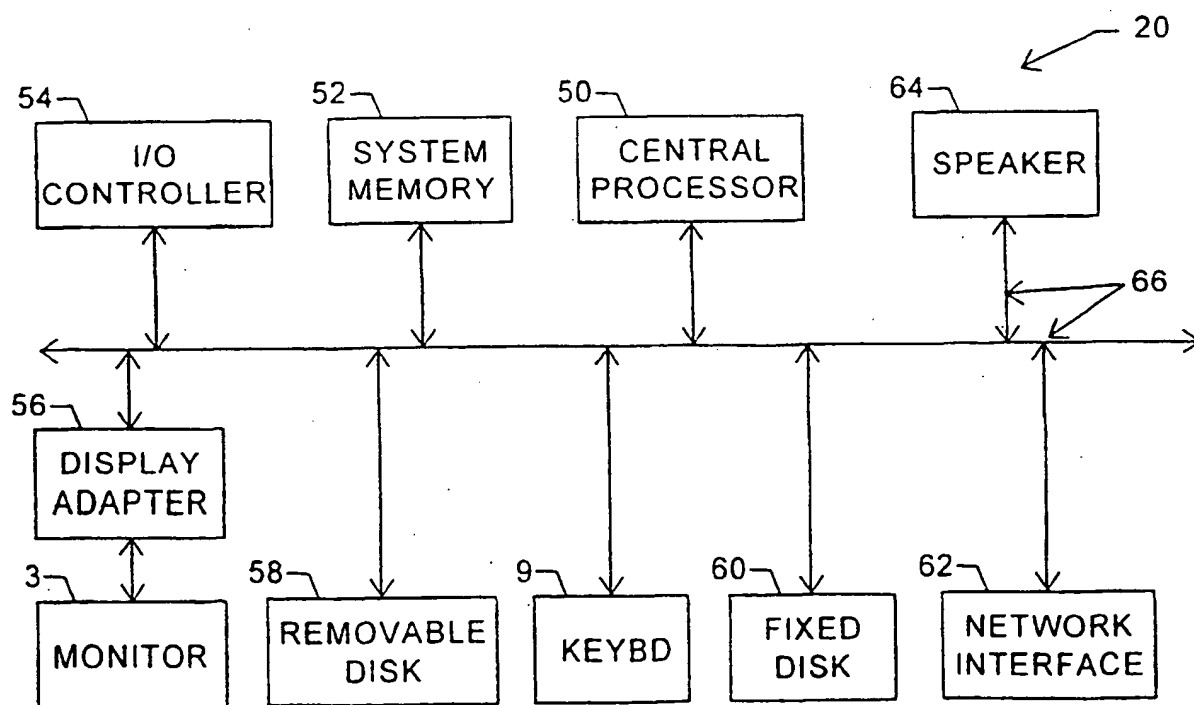 20
54
I/O
CONTROLLER
52
SYSTEM
MEMORY
50
CENTRAL
PROCESSOR
64
SPEAKER
66
56
DISPLAY
ADAPTER
3
MONITOR
58
REMOVABLE
DISK
9
KEYBD
60
FIXED
DISK
62
NETWORK
INTERFACE